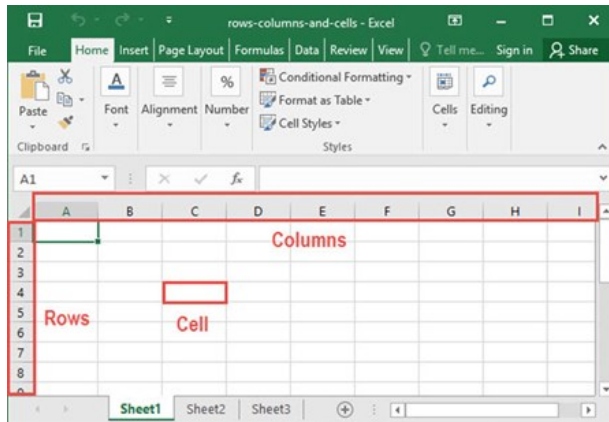 rows-columns-and-cells - Excel
File Home Insert Page Layout Formulas Data Review View Tell me... Sign in Share
Paste Font Alignment Number % Conditional Formatting Format as Table Cell Styles Cells Editing
Clipboard Styles
A1 fx
A B C D E F G H I
1
Columns
2
3
4
5
Rows
Cell
6
7
8
9
Sheet1 Sheet2 Sheet3